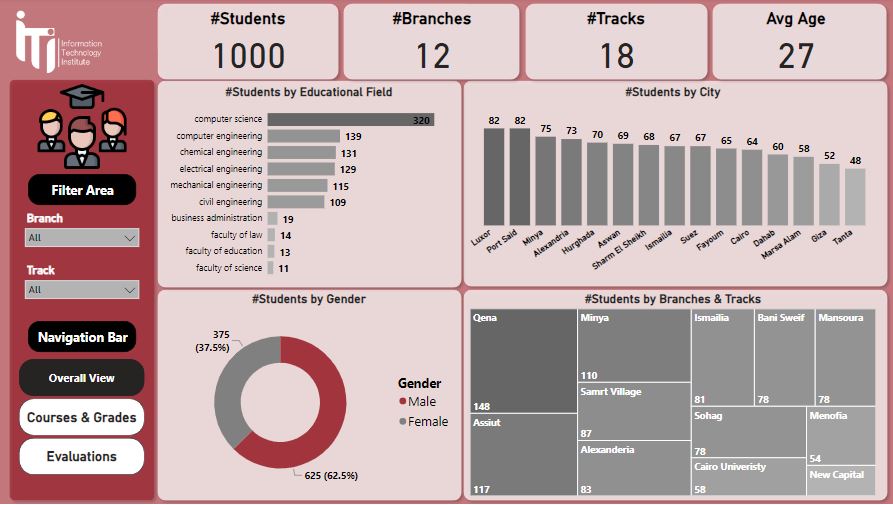 iTi
Information
Technology
Institute
#Students
1000
#Branches
12
#Tracks
18
Avg Age
27
Filter Area
Branch
All
Track
All
Navigation Bar
Overall View
Courses & Grades
Evaluations
#Students by Educational Field
computer science 320
computer engineering 139
chemical engineering 131
electrical engineering 129
mechanical engineering 115
civil engineering 109
business administration 19
faculty of law 14
faculty of education 13
faculty of science 11
#Students by City
82 82 75 73 70 69 68 67 67 65 64 60 58 52 48
Luxor Port Said Minya Alexandria Hurghada Aswan Sharm El Sheikh Ismailia Suez Fayoum Cairo Dahab Marsa Alam Giza Tanta
#Students by Gender
375
(37.5%)
625 (62.5%)
Gender
Male
Female
#Students by Branches & Tracks
Qena
148
Assiut
117
Minya
110
Samrt Village
87
Alexanderia
83
Ismailia
81
Bani Sweif
78
Mansoura
78
Sohag
78
Cairo Univeristy
58
Menofia
54
New Capital